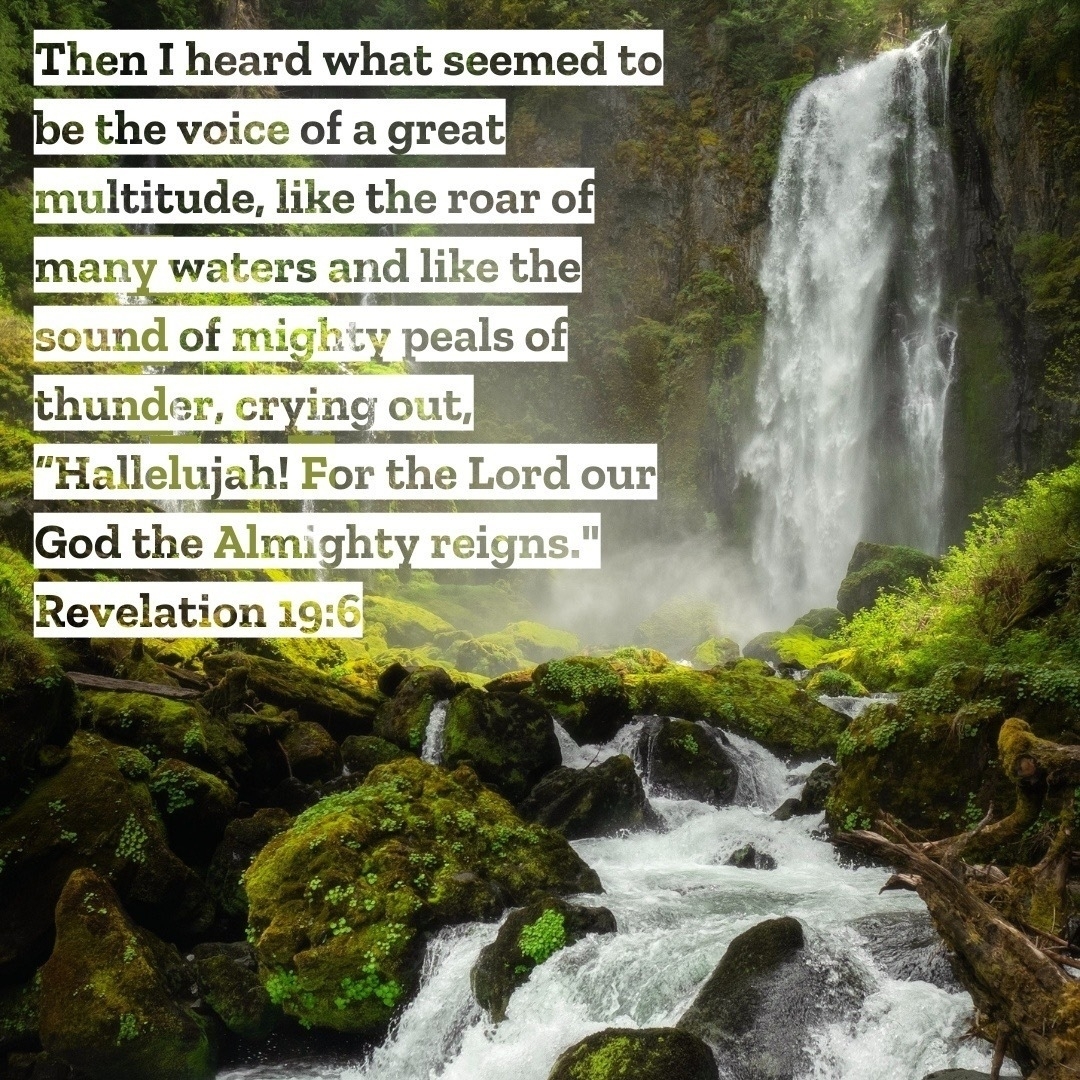 Then I heard what seemed to
be the voice of a great
multitude, like the roar of
many waters and like the
sound of mighty peals of
thunder, crying out,
“Hallelujah! For the Lord our
God the Almighty reigns."
Revelation 19:6